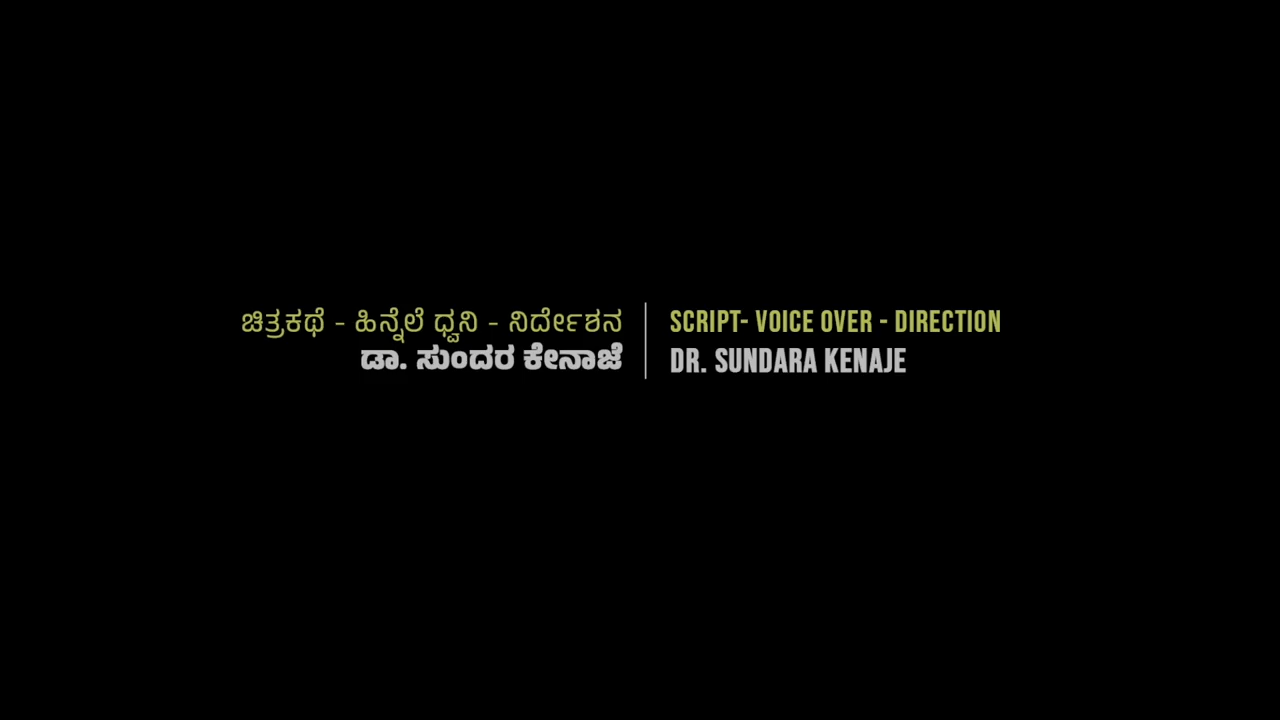 ಚಿತ್ರಕಥೆ - ಹಿನ್ನೆಲೆ ಧ್ವನಿ - ನಿರ್ದೇಶನ
ಡಾ. ಸುಂದರ ಕೇನಾಜೆ
SCRIPT- VOICE OVER - DIRECTION
DR. SUNDARA KENAJE